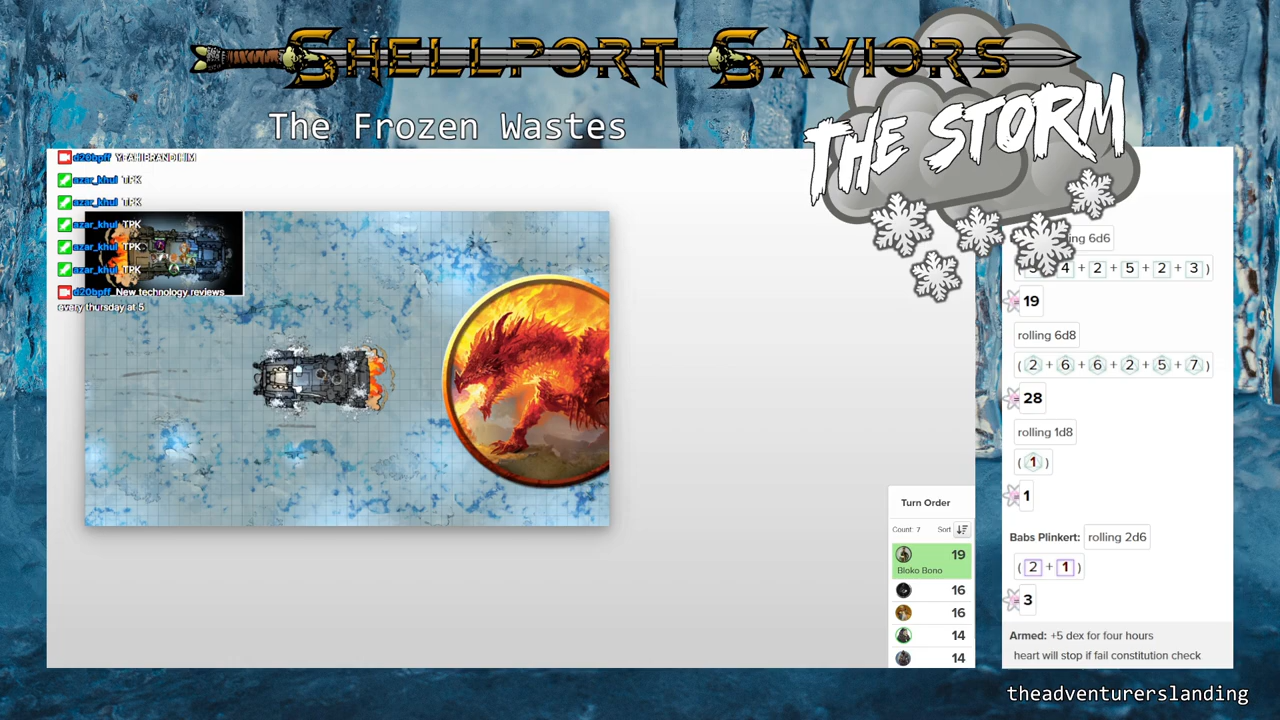 SHELLPORT SAVIORS
THE STORM
The Frozen Wastes
d20bpff YEAH BRAND HIM
azar_khul TPK
azar_khul TPK
azar_khul TPK
azar_khul TPK
azar_khul TPK
d20bpff New technology reviews
every thursday at 5
rolling 6d6
4 + 2 + 5 + 2 + 3 )
19
rolling 6d8
( 2 + 6 + 6 + 2 + 5 + 7 )
= 28
rolling 1d8
( 1 )
= 1
Babs Plinkert: rolling 2d6
( 2 + 1 )
= 3
Armed: +5 dex for four hours
heart will stop if fail constitution check
Turn Order
Count: 7 Sort
19
Bloko Bono
16
16
14
14
theadventurerslanding